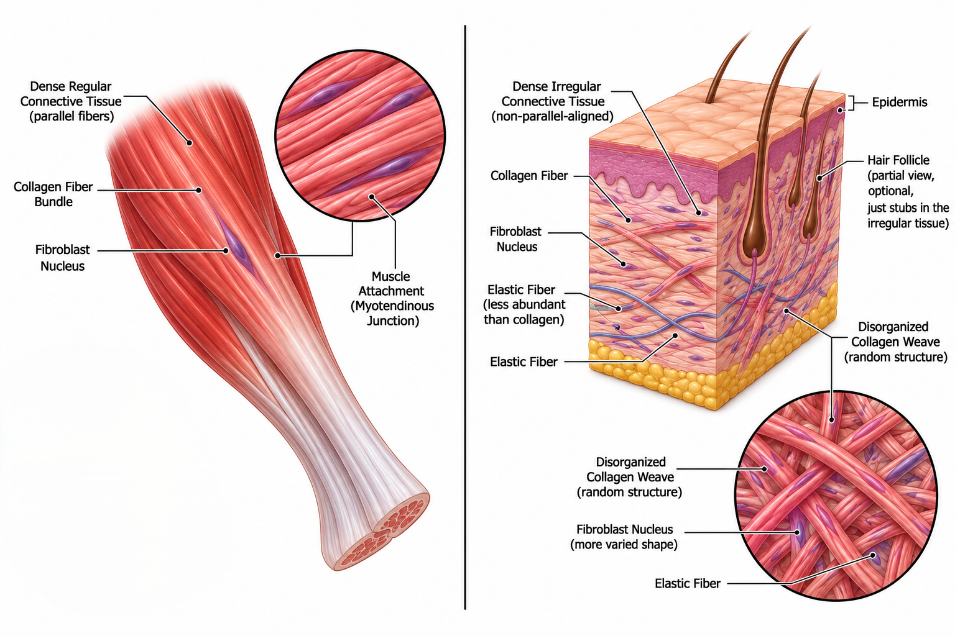 Dense Regular
Connective Tissue
(parallel fibers)
Collagen Fiber
Bundle
Fibroblast
Nucleus
Muscle
Attachment
(Myotendinous
Junction)
Dense Irregular
Connective Tissue
(non-parallel-aligned)
Collagen Fiber
Fibroblast
Nucleus
Elastic Fiber
(less abundant
than collagen)
Elastic Fiber
Epidermis
Hair Follicle
(partial view,
optional,
just stubs in the
irregular tissue)
Disorganized
Collagen Weave
(random structure)
Disorganized
Collagen Weave
(random structure)
Fibroblast Nucleus
(more varied shape)
Elastic Fiber